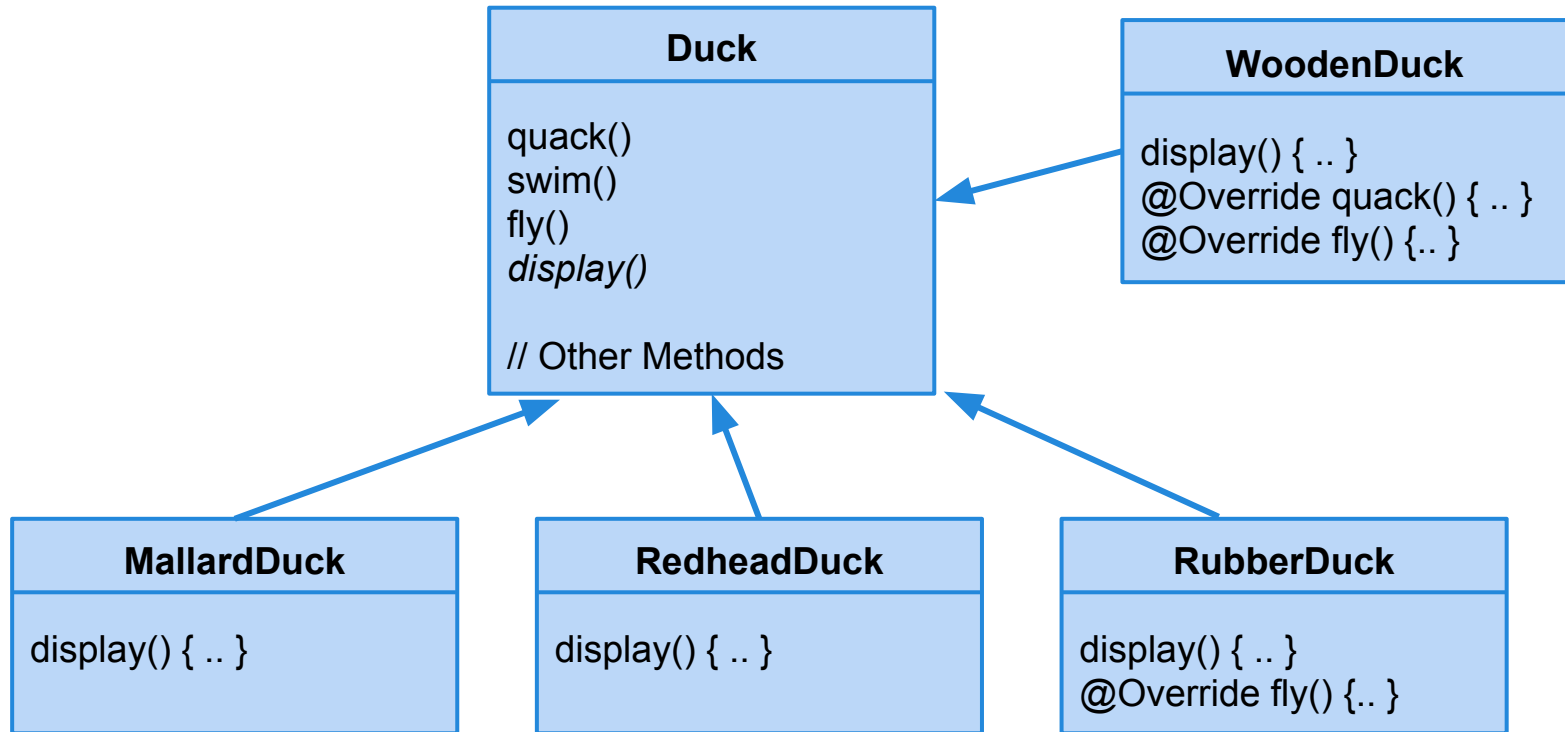 Duck
quack()
swim()
fly()
display()
// Other Methods
WoodenDuck
display() { .. }
@Override quack() { .. }
@Override fly() {.. }
MallardDuck
display() { .. }
RedheadDuck
display() { .. }
RubberDuck
display() { .. }
@Override fly() {.. }